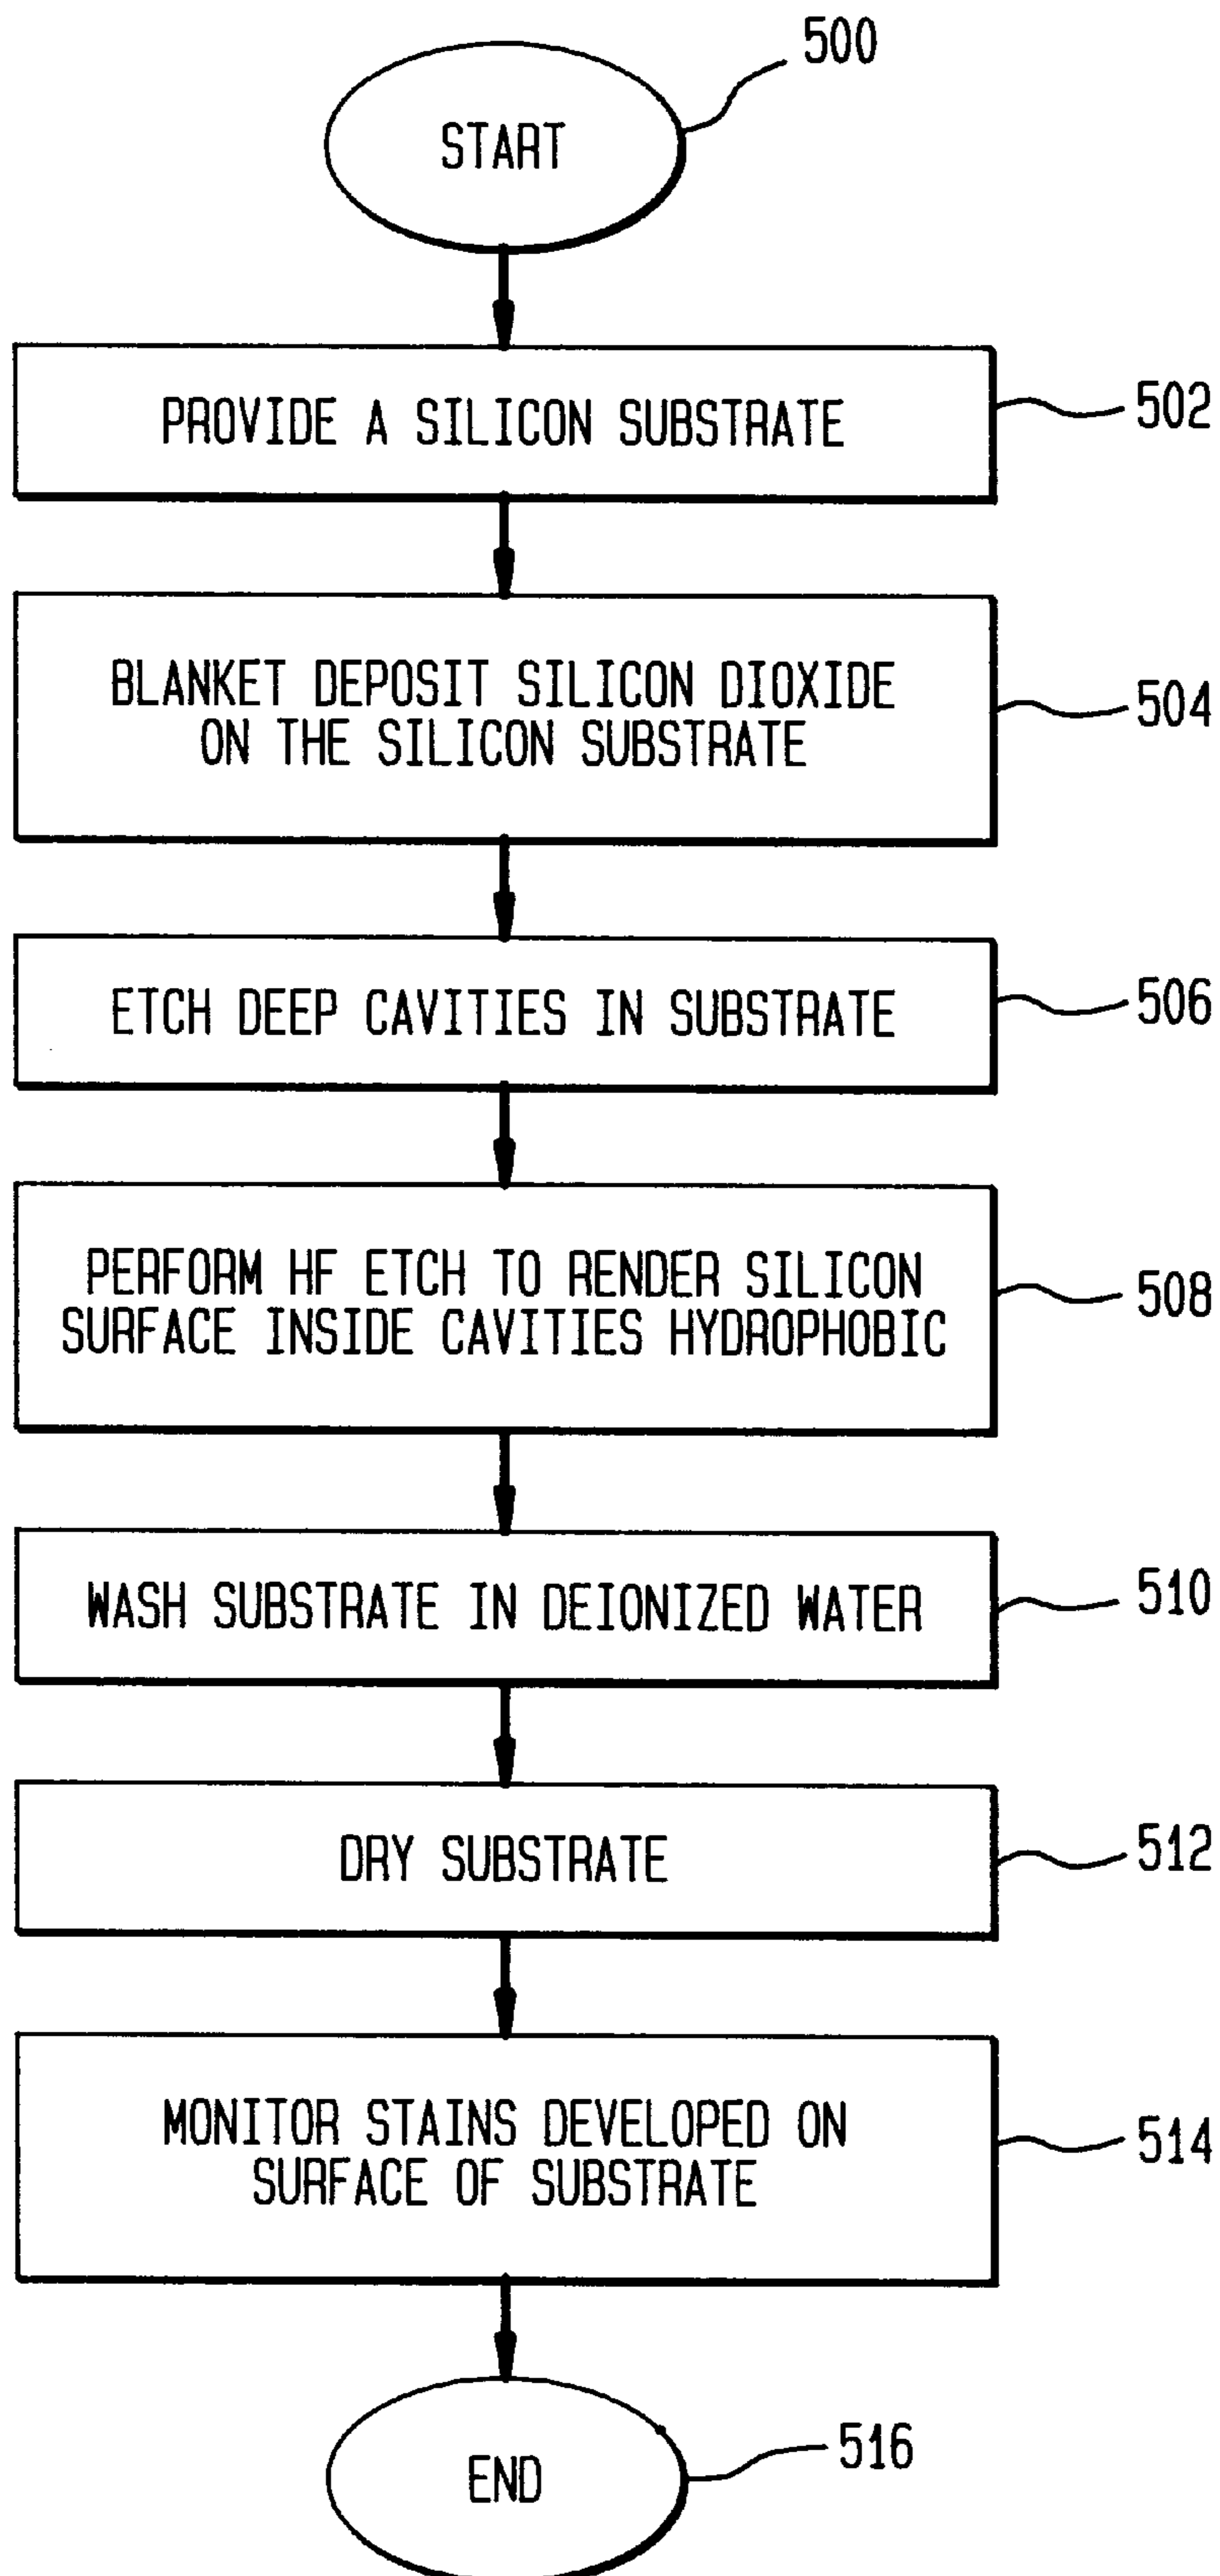 500
START
PROVIDE A SILICON SUBSTRATE
502
BLANKET DEPOSIT SILICON DIOXIDE
ON THE SILICON SUBSTRATE
504
ETCH DEEP CAVITIES IN SUBSTRATE
506
PERFORM HF ETCH TO RENDER SILICON
SURFACE INSIDE CAVITIES HYDROPHOBIC
508
WASH SUBSTRATE IN DEIONIZED WATER
510
DRY SUBSTRATE
512
MONITOR STAINS DEVELOPED ON
SURFACE OF SUBSTRATE
514
END
516